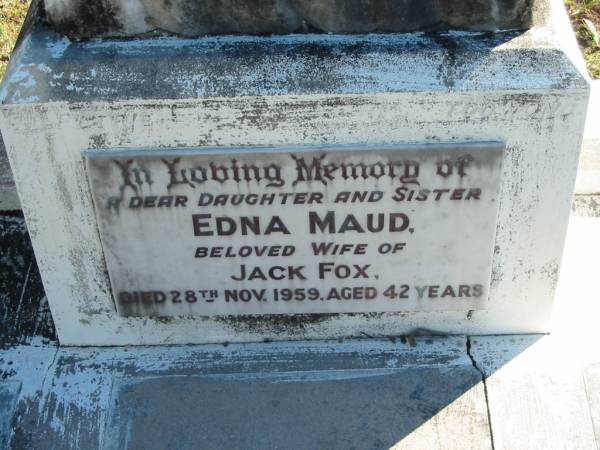 In Loving Memory of
A DEAR DAUGHTER AND SISTER
EDNA MAUD,
BELOVED WIFE OF
JACK FOX,
DIED 28TH NOV. 1959, AGED 42 YEARS